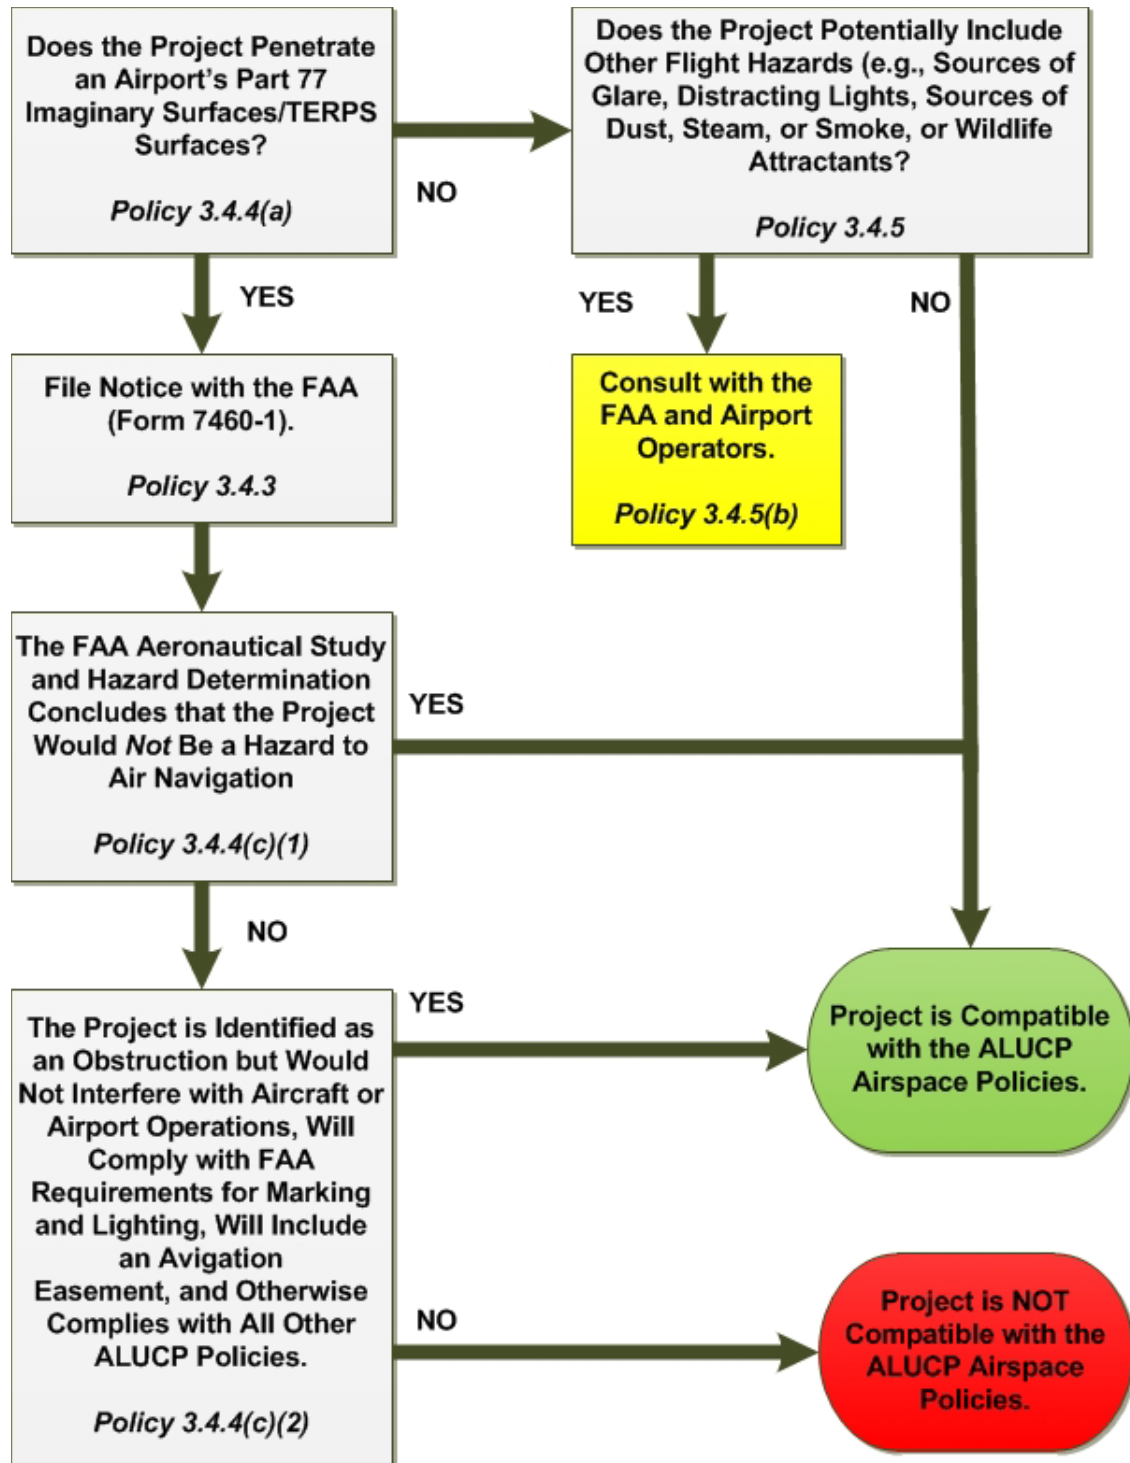 Does the Project Penetrate
an Airport's Part 77
Imaginary Surfaces/TERPS
Surfaces?
Policy 3.4.4(a)
NO
Does the Project Potentially Include
Other Flight Hazards (e.g., Sources of
Glare, Distracting Lights, Sources of
Dust, Steam, or Smoke, or Wildlife
Attractants?
Policy 3.4.5
YES
YES
NO
File Notice with the FAA
(Form 7460-1).
Policy 3.4.3
Consult with the
FAA and Airport
Operators.
Policy 3.4.5(b)
The FAA Aeronautical Study
and Hazard Determination
Concludes that the Project
Would Not Be a Hazard to
Air Navigation
Policy 3.4.4(c)(1)
YES
NO
The Project is Identified as
an Obstruction but Would
Not Interfere with Aircraft or
Airport Operations, Will
Comply with FAA
Requirements for Marking
and Lighting, Will Include
an Avigation
Easement, and Otherwise
Complies with All Other
ALUCP Policies.
Policy 3.4.4(c)(2)
YES
Project is Compatible
with the ALUCP
Airspace Policies.
NO
Project is NOT
Compatible with the
ALUCP Airspace
Policies.